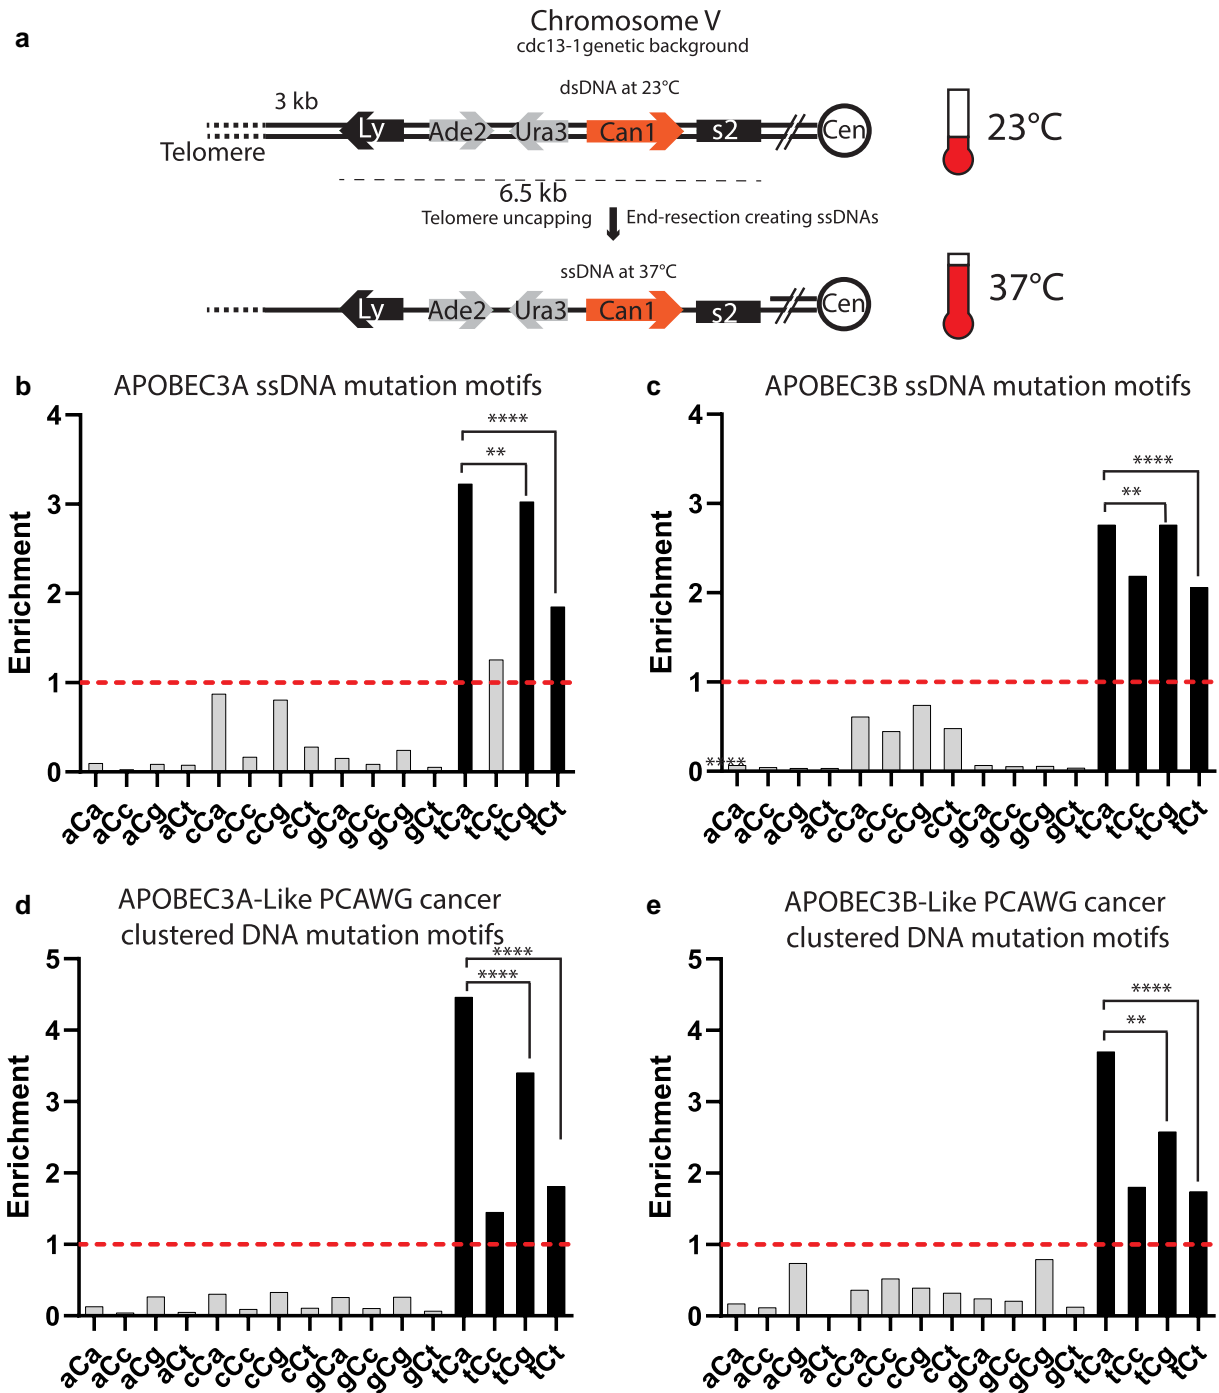 a
Chromosome V
cdc13-1genetic background
dsDNA at 23°C
3 kb
Ly Ade2 Ura3 Can1 s2 Cen
Telomere
23°C
6.5 kb
Telomere uncapping End-resection creating ssDNAs
ssDNA at 37°C
Ly Ade2 Ura3 Can1 s2 Cen
37°C
b
APOBEC3A ssDNA mutation motifs
Enrichment
4
3
2
1
0
****
**
aCa aCc aCg aCt cCa cCc cCg cCt gCa gCc gCg gCt tCa tCc tCg tCt
c
APOBEC3B ssDNA mutation motifs
Enrichment
4
3
2
1
0
****
**
****
aCa aCc aCg aCt cCa cCc cCg cCt gCa gCc gCg gCt tCa tCc tCg tCt
d
APOBEC3A-Like PCAWG cancer
clustered DNA mutation motifs
Enrichment
5
4
3
2
1
0
****
****
aCa aCc aCg aCt cCa cCc cCg cCt gCa gCc gCg gCt tCa tCc tCg tCt
e
APOBEC3B-Like PCAWG cancer
clustered DNA mutation motifs
Enrichment
5
4
3
2
1
0
****
**
aCa aCc aCg aCt cCa cCc cCg cCt gCa gCc gCg gCt tCa tCc tCg tCt